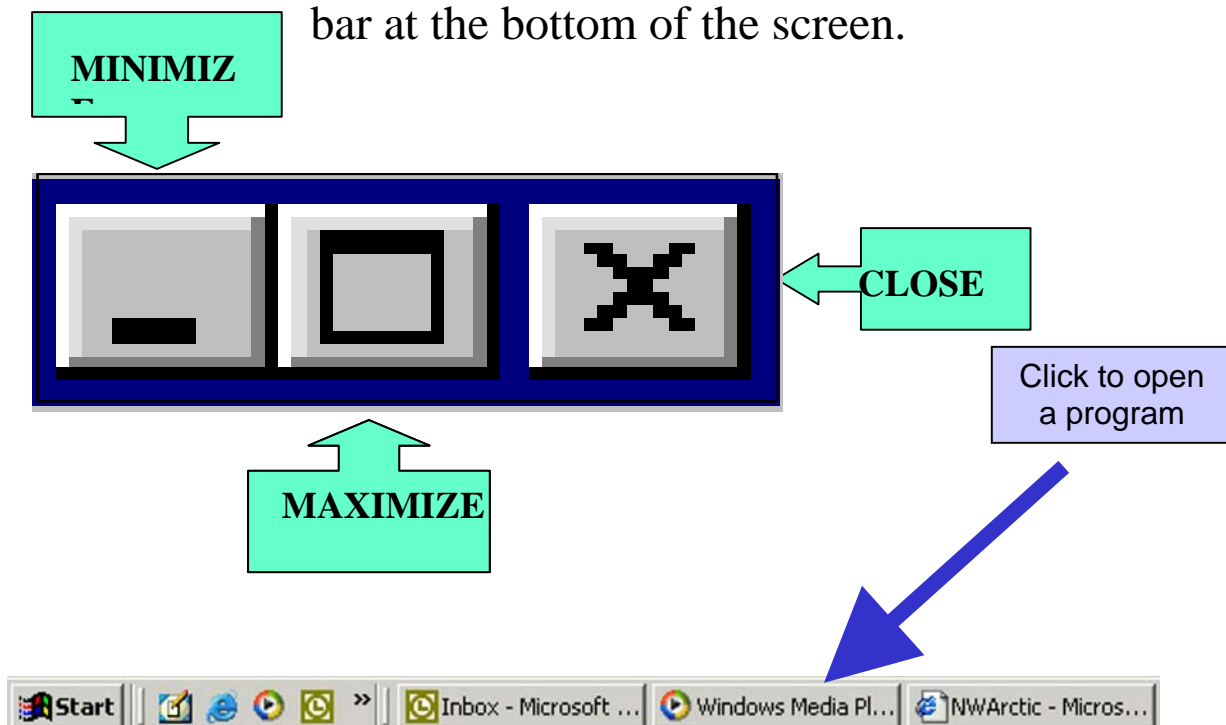 bar at the bottom of the screen.
MINIMIZ
E
CLOSE
Click to open
a program
MAXIMIZE
Start
»
Inbox - Microsoft ...
Windows Media Pl...
NWArctic - Micros...